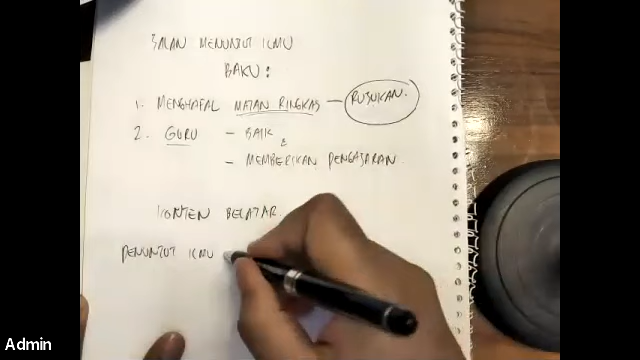 JALAN MENUNTUT ILMU
BAKU :
1. MENGHAFAL MATAN RINGKAS — RUJUKAN.
2. GURU – BAIK
&
– MEMBERIKAN PENGAJARAN.
KONTEN BELAJAR.
PENUNTUT ILMU
Admin